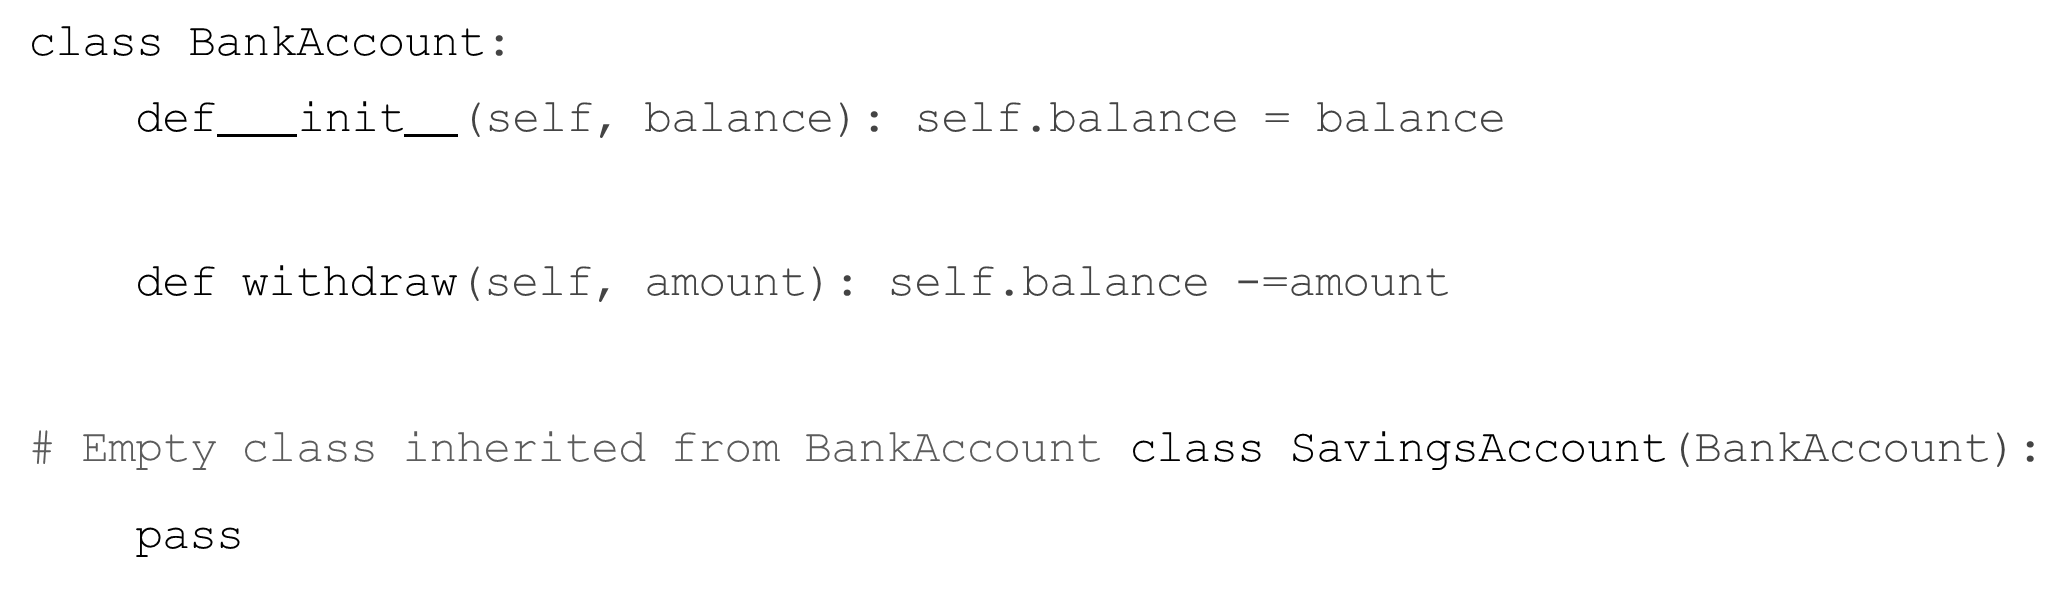 class BankAccount:
def___init__(self, balance): self.balance = balance
def withdraw(self, amount): self.balance -=amount
# Empty class inherited from BankAccount class SavingsAccount(BankAccount):
pass